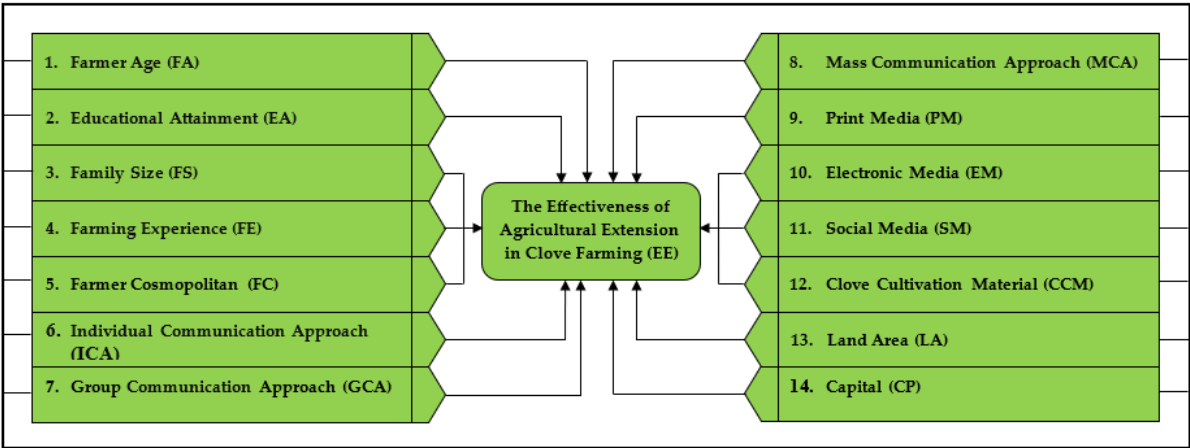 1. Farmer Age (FA)
2. Educational Attainment (EA)
3. Family Size (FS)
4. Farming Experience (FE)
5. Farmer Cosmopolitan (FC)
6. Individual Communication Approach
(ICA)
7. Group Communication Approach (GCA)
The Effectiveness of
Agricultural Extension
in Clove Farming (EE)
8. Mass Communication Approach (MCA)
9. Print Media (PM)
10. Electronic Media (EM)
11. Social Media (SM)
12. Clove Cultivation Material (CCM)
13. Land Area (LA)
14. Capital (CP)